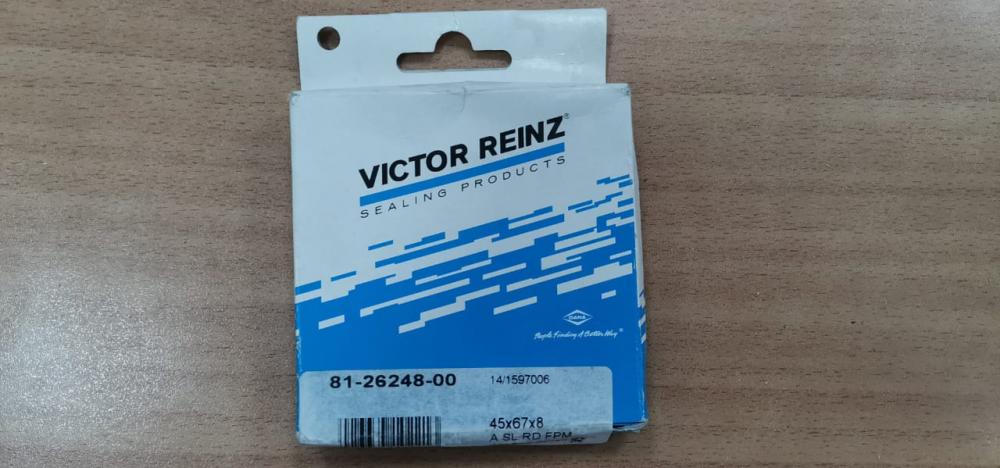 VICTOR REINZ®
SEALING PRODUCTS
DANA
People Finding A Better Way®
81-26248-00
14/1597006
45x67x8
A SL RD FPM